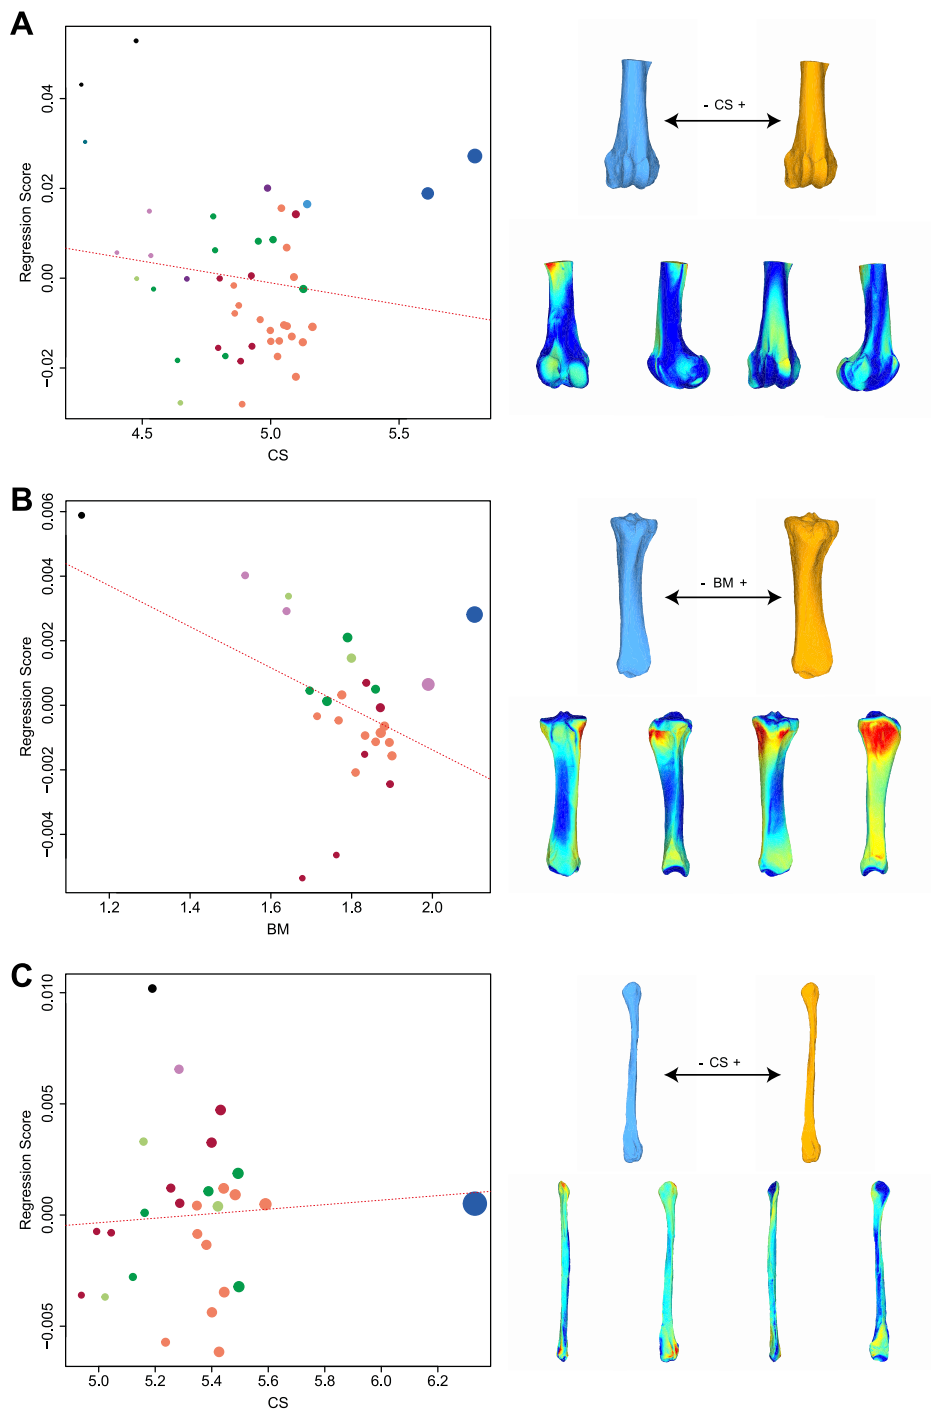 A
Regression Score
0.04
0.02
0.00
−0.02
4.5 5.0 5.5
CS
- CS +
B
Regression Score
0.006
0.004
0.002
0.000
−0.002
−0.004
1.2 1.4 1.6 1.8 2.0
BM
- BM +
C
Regression Score
0.010
0.005
0.000
−0.005
5.0 5.2 5.4 5.6 5.8 6.0 6.2
CS
- CS +